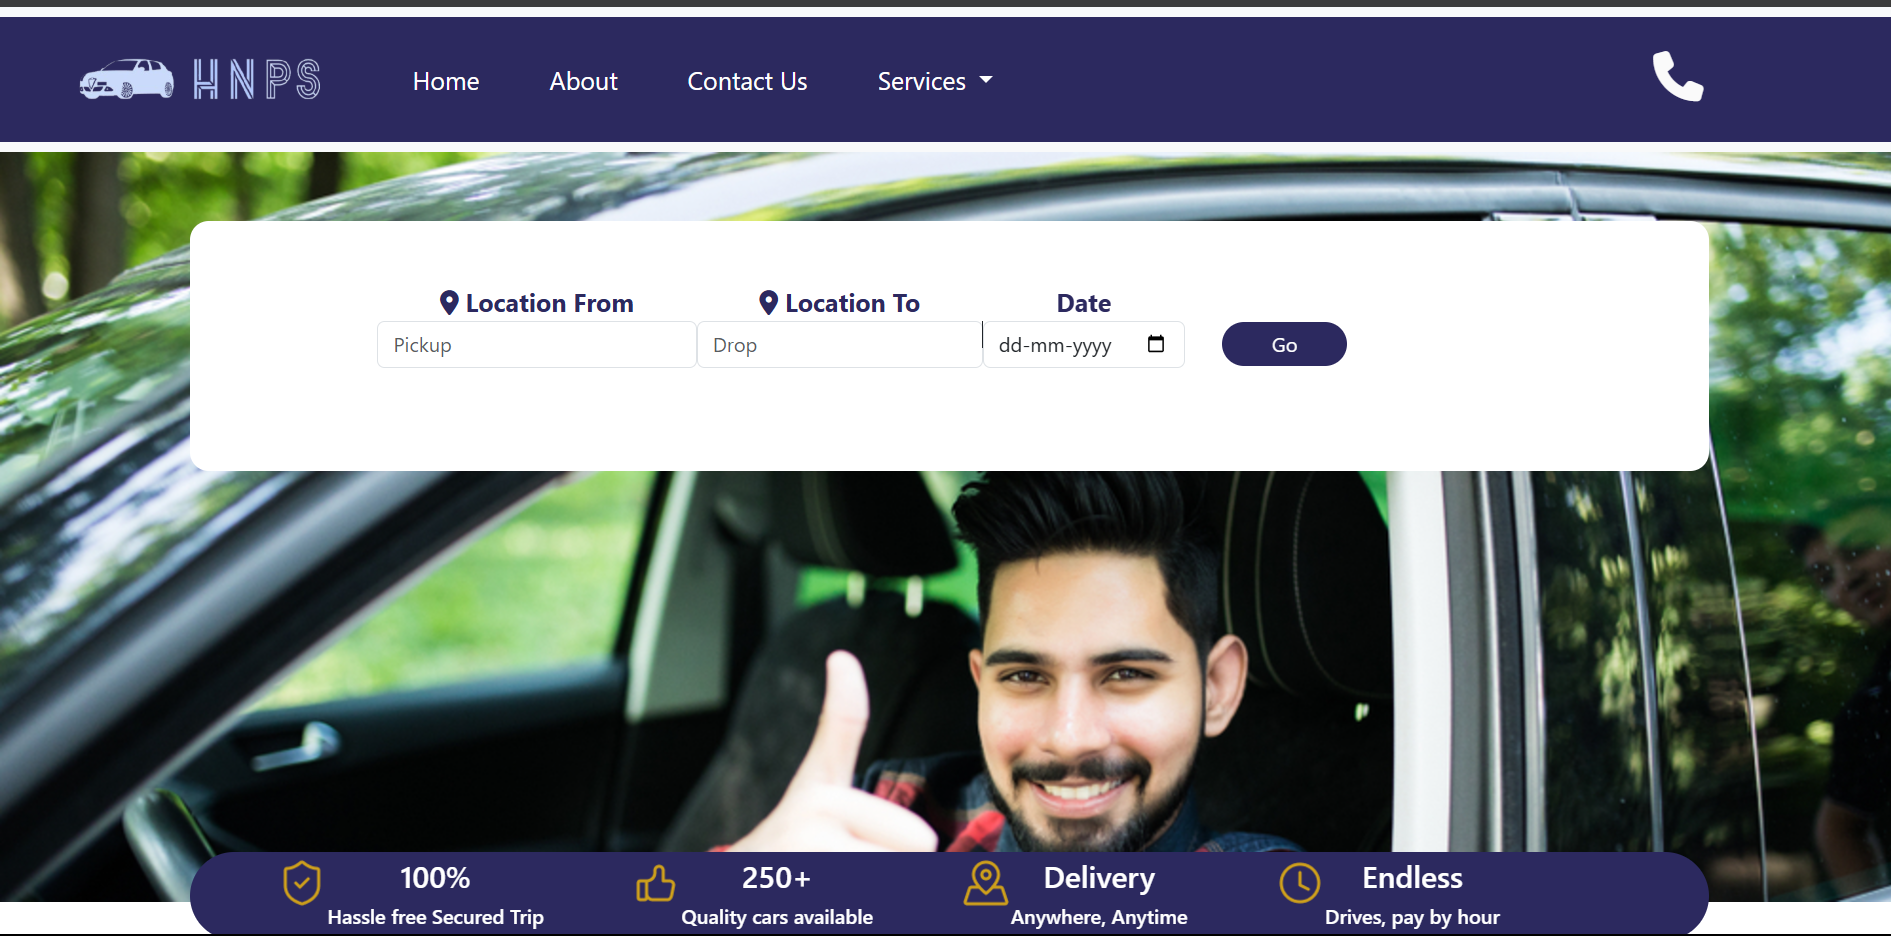 HNPS Home About Contact Us Services
Location From Location To Date
Pickup Drop dd-mm-yyyy Go
100% 250+ Delivery Endless
Hassle free Secured Trip Quality cars available Anywhere, Anytime Drives, pay by hour